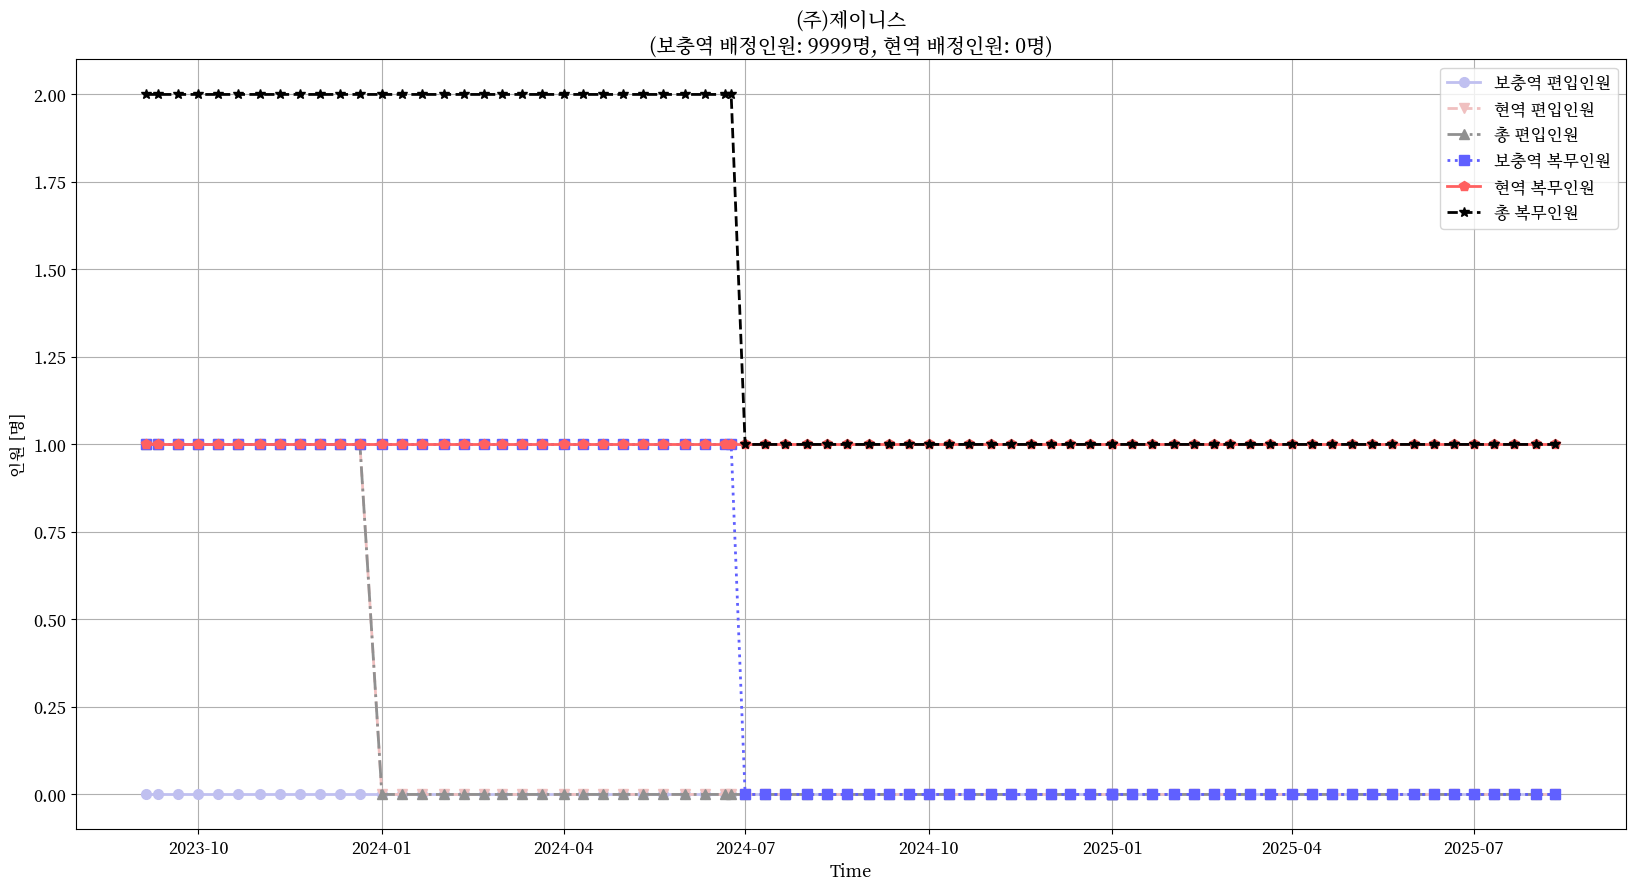 (주)제이니스
(보충역 배정인원: 9999명, 현역 배정인원: 0명)
보충역 편입인원
현역 편입인원
총 편입인원
보충역 복무인원
현역 복무인원
총 복무인원
인원 [명]
2.00
1.75
1.50
1.25
1.00
0.75
0.50
0.25
0.00
2023-10
2024-01
2024-04
2024-07
2024-10
2025-01
2025-04
2025-07
Time